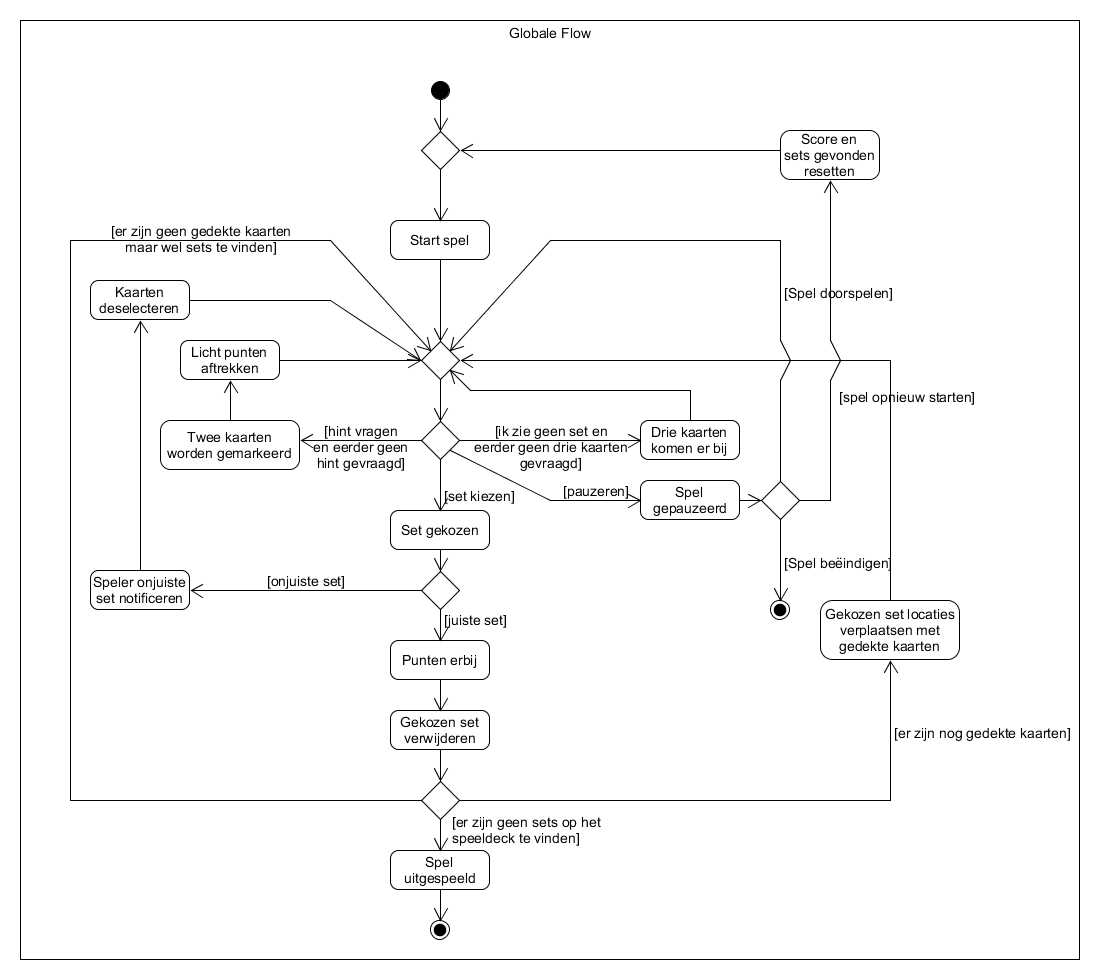 Globale Flow
Score en
sets gevonden
resetten
Start spel
[er zijn geen gedekte kaarten
maar wel sets te vinden]
Kaarten
deselecteren
[Spel doorspelen]
Licht punten
aftrekken
[spel opnieuw starten]
Twee kaarten
worden gemarkeerd
[hint vragen
en eerder geen
hint gevraagd]
[ik zie geen set en
eerder geen drie kaarten
gevraagd]
Drie kaarten
komen er bij
[set kiezen]
[pauzeren]
Spel
gepauzeerd
Set gekozen
[Spel beëindigen]
Speler onjuiste
set notificeren
[onjuiste set]
[juiste set]
Gekozen set locaties
verplaatsen met
gedekte kaarten
Punten erbij
Gekozen set
verwijderen
[er zijn nog gedekte kaarten]
[er zijn geen sets op het
speeldeck te vinden]
Spel
uitgespeeld